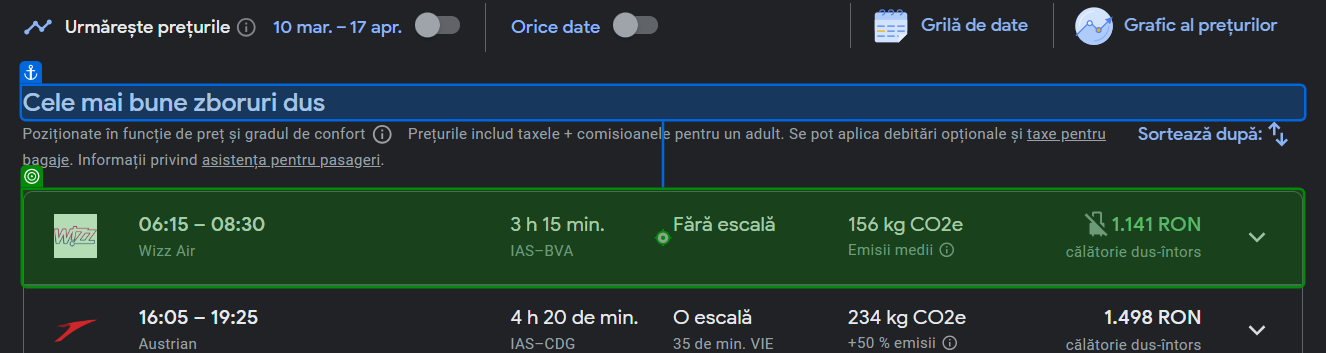 Urmărește prețurile 10 mar. – 17 apr. Orice date Grilă de date Grafic al prețurilor
Cele mai bune zboruri dus
Poziționate în funcție de preț și gradul de confort Prețurile includ taxele + comisioanele pentru un adult. Se pot aplica debitări opționale și taxe pentru
bagaje. Informații privind asistența pentru pasageri.
Sortează după:
WIZZ
06:15 – 08:30 3 h 15 min. Fără escală 156 kg CO2e 1.141 RON
Wizz Air IAS–BVA Emisii medii călătorie dus-întors
16:05 – 19:25 4 h 20 de min. O escală 234 kg CO2e 1.498 RON
Austrian IAS–CDG 35 de min. VIE +50 % emisii călătorie dus-întors